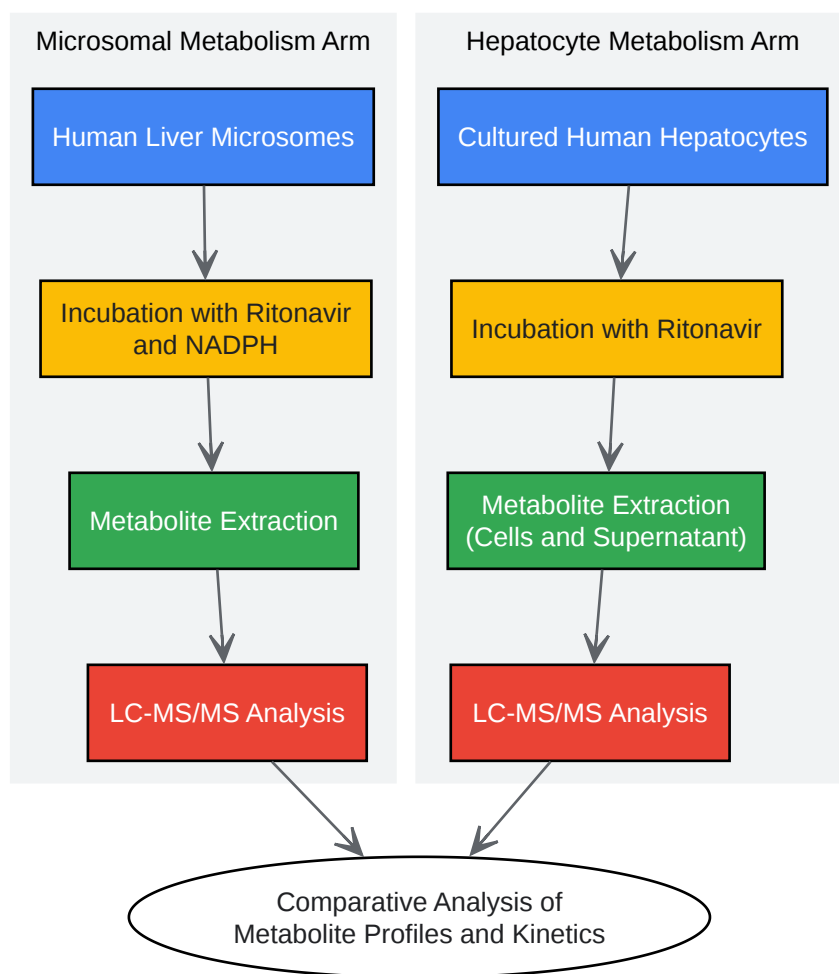 Microsomal Metabolism Arm
Human Liver Microsomes
Incubation with Ritonavir
and NADPH
Metabolite Extraction
LC-MS/MS Analysis
Hepatocyte Metabolism Arm
Cultured Human Hepatocytes
Incubation with Ritonavir
Metabolite Extraction
(Cells and Supernatant)
LC-MS/MS Analysis
Comparative Analysis of
Metabolite Profiles and Kinetics